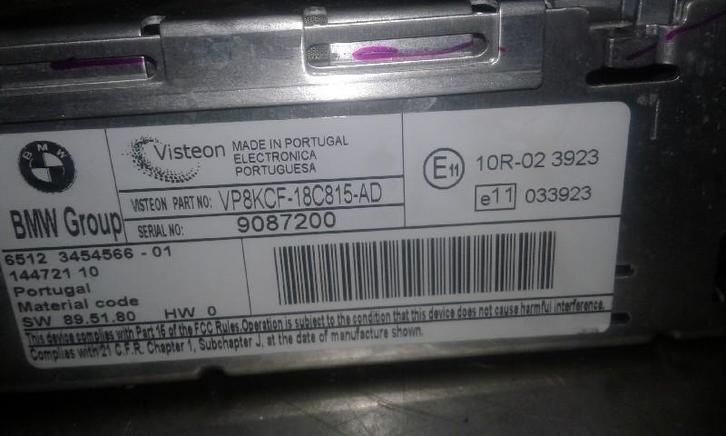 BMW
BMW Group
Visteon
MADE IN PORTUGAL
ELECTRONICA
PORTUGUESA
VISTEON PART NO: VP8KCF-18C815-AD
SERIAL NO: 9087200
E11 10R-02 3923
e11 033923
6512 3454566 - 01
144721 10
Portugal
Material code
SW 89.51.80 HW 0
This device complies with Part 15 of the FCC Rules.Operation is subject to the condition that this device does not cause harmful interference.
Complies with 21 C.F.R. Chapter 1, Subchapter J, at the date of manufacture shown.